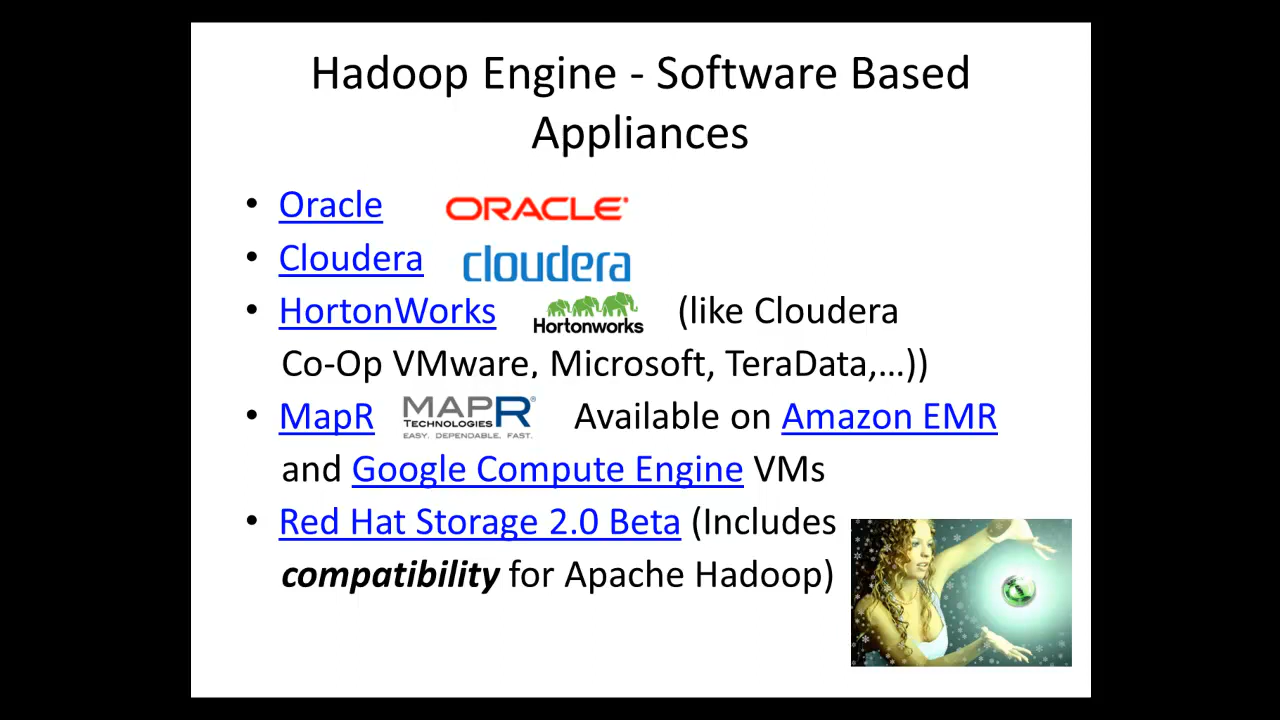 Hadoop Engine - Software Based
Appliances
• Oracle ORACLE®
• Cloudera cloudera
• HortonWorks Hortonworks (like Cloudera
Co-Op VMware, Microsoft, TeraData,...))
• MapR MAPR® TECHNOLOGIES EASY. DEPENDABLE. FAST. Available on Amazon EMR
and Google Compute Engine VMs
• Red Hat Storage 2.0 Beta (Includes
compatibility for Apache Hadoop)